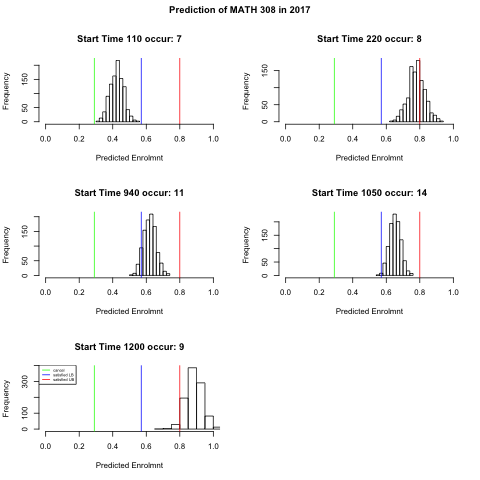 Prediction of MATH 308 in 2017
Start Time 110 occur: 7
Frequency
0 50 150
0.0 0.2 0.4 0.6 0.8 1.0
Predicted Enrolmnt
Start Time 220 occur: 8
Frequency
0 50 150
0.0 0.2 0.4 0.6 0.8 1.0
Predicted Enrolmnt
Start Time 940 occur: 11
Frequency
0 50 150
0.0 0.2 0.4 0.6 0.8 1.0
Predicted Enrolmnt
Start Time 1050 occur: 14
Frequency
0 50 150
0.0 0.2 0.4 0.6 0.8 1.0
Predicted Enrolmnt
Start Time 1200 occur: 9
Frequency
0 100 300
satisfied LB
satisfied UB
0.0 0.2 0.4 0.6 0.8 1.0
Predicted Enrolmnt